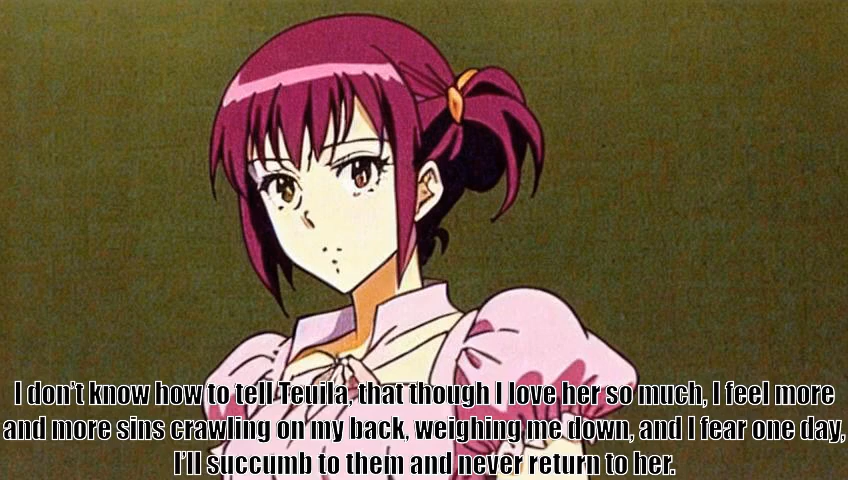 I don't know how to tell Teuila, that though I love her so much, I feel more
and more sins crawling on my back, weighing me down, and I fear one day,
I'll succumb to them and never return to her.